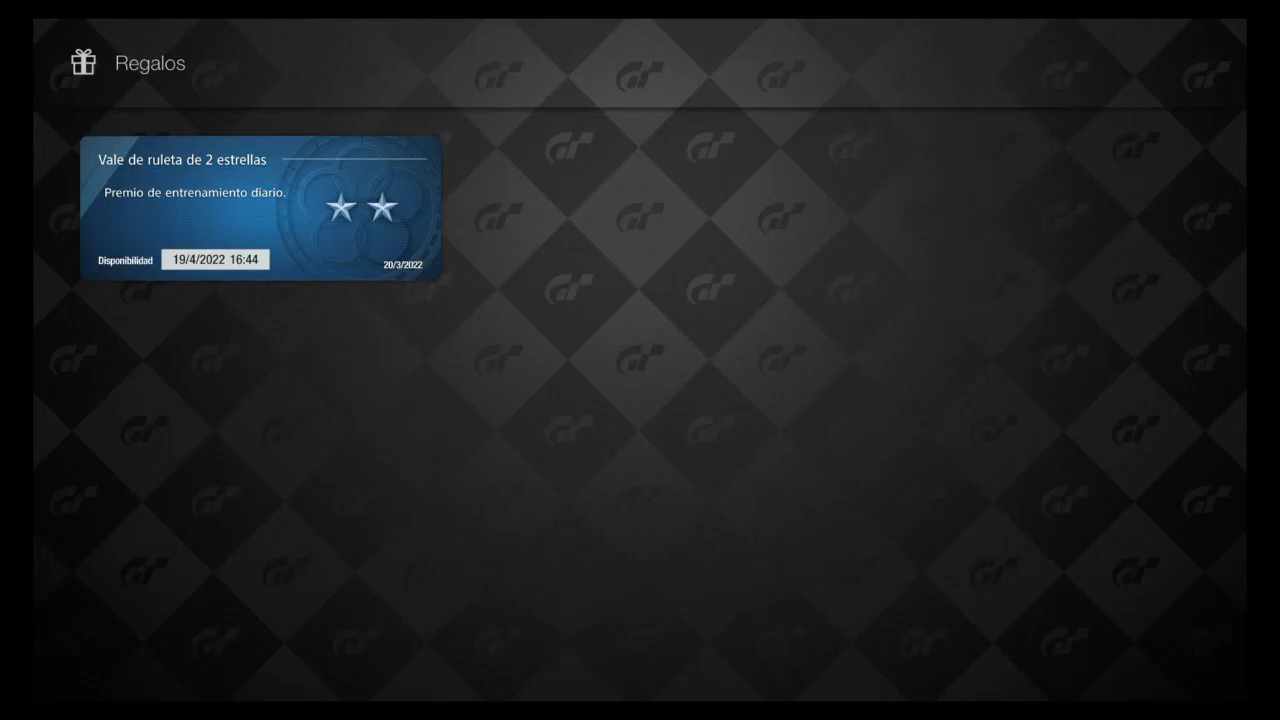 Regalos
Vale de ruleta de 2 estrellas
Premio de entrenamiento diario.
Disponibilidad 19/4/2022 16:44
20/3/2022